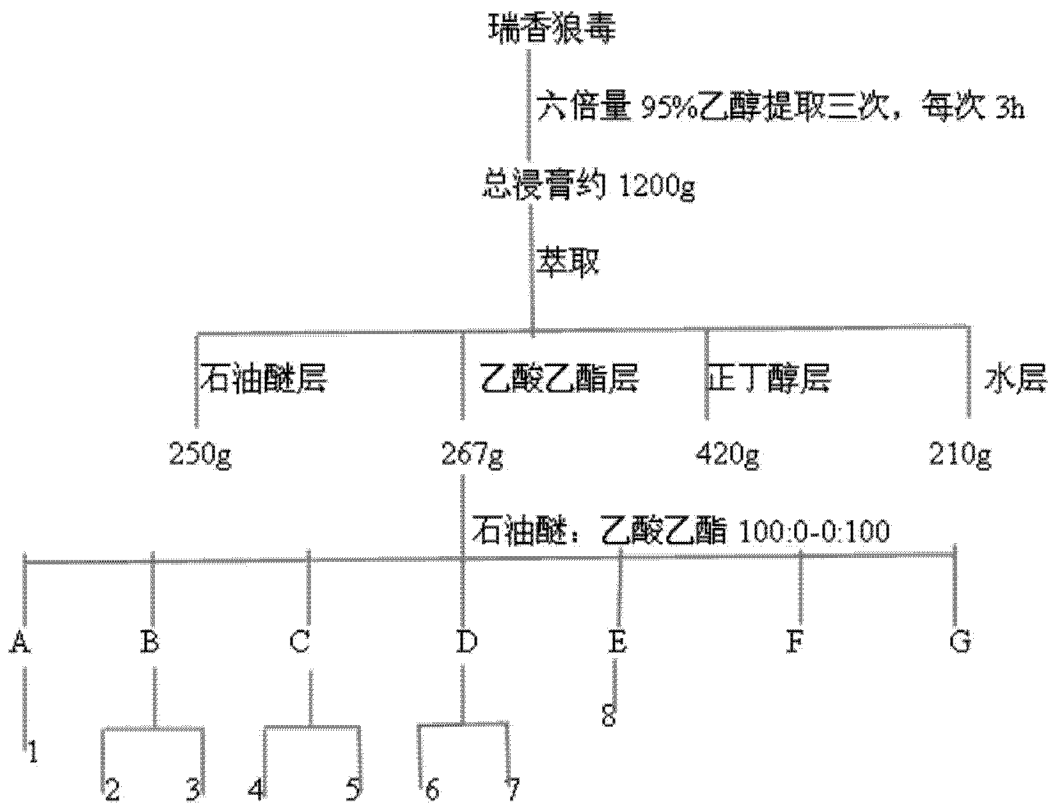 瑞香狼毒
六倍量 95%乙醇提取三次，每次 3h
总浸膏约 1200g
萃取
石油醚层 乙酸乙酯层 正丁醇层 水层
250g 267g 420g 210g
石油醚：乙酸乙酯 100:0-0:100
A B C D E F G
8
1
2 3 4 5 6 7